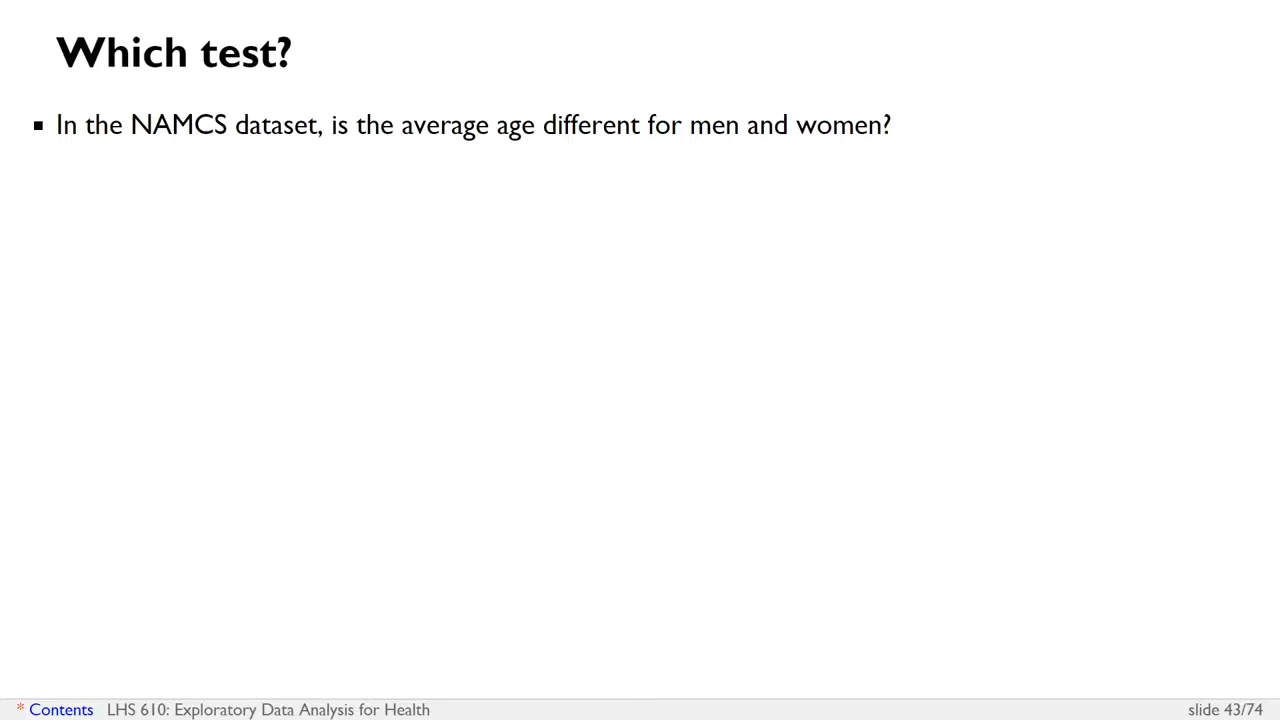 Which test?
▪ In the NAMCS dataset, is the average age different for men and women?
* Contents LHS 610: Exploratory Data Analysis for Health slide 43/74